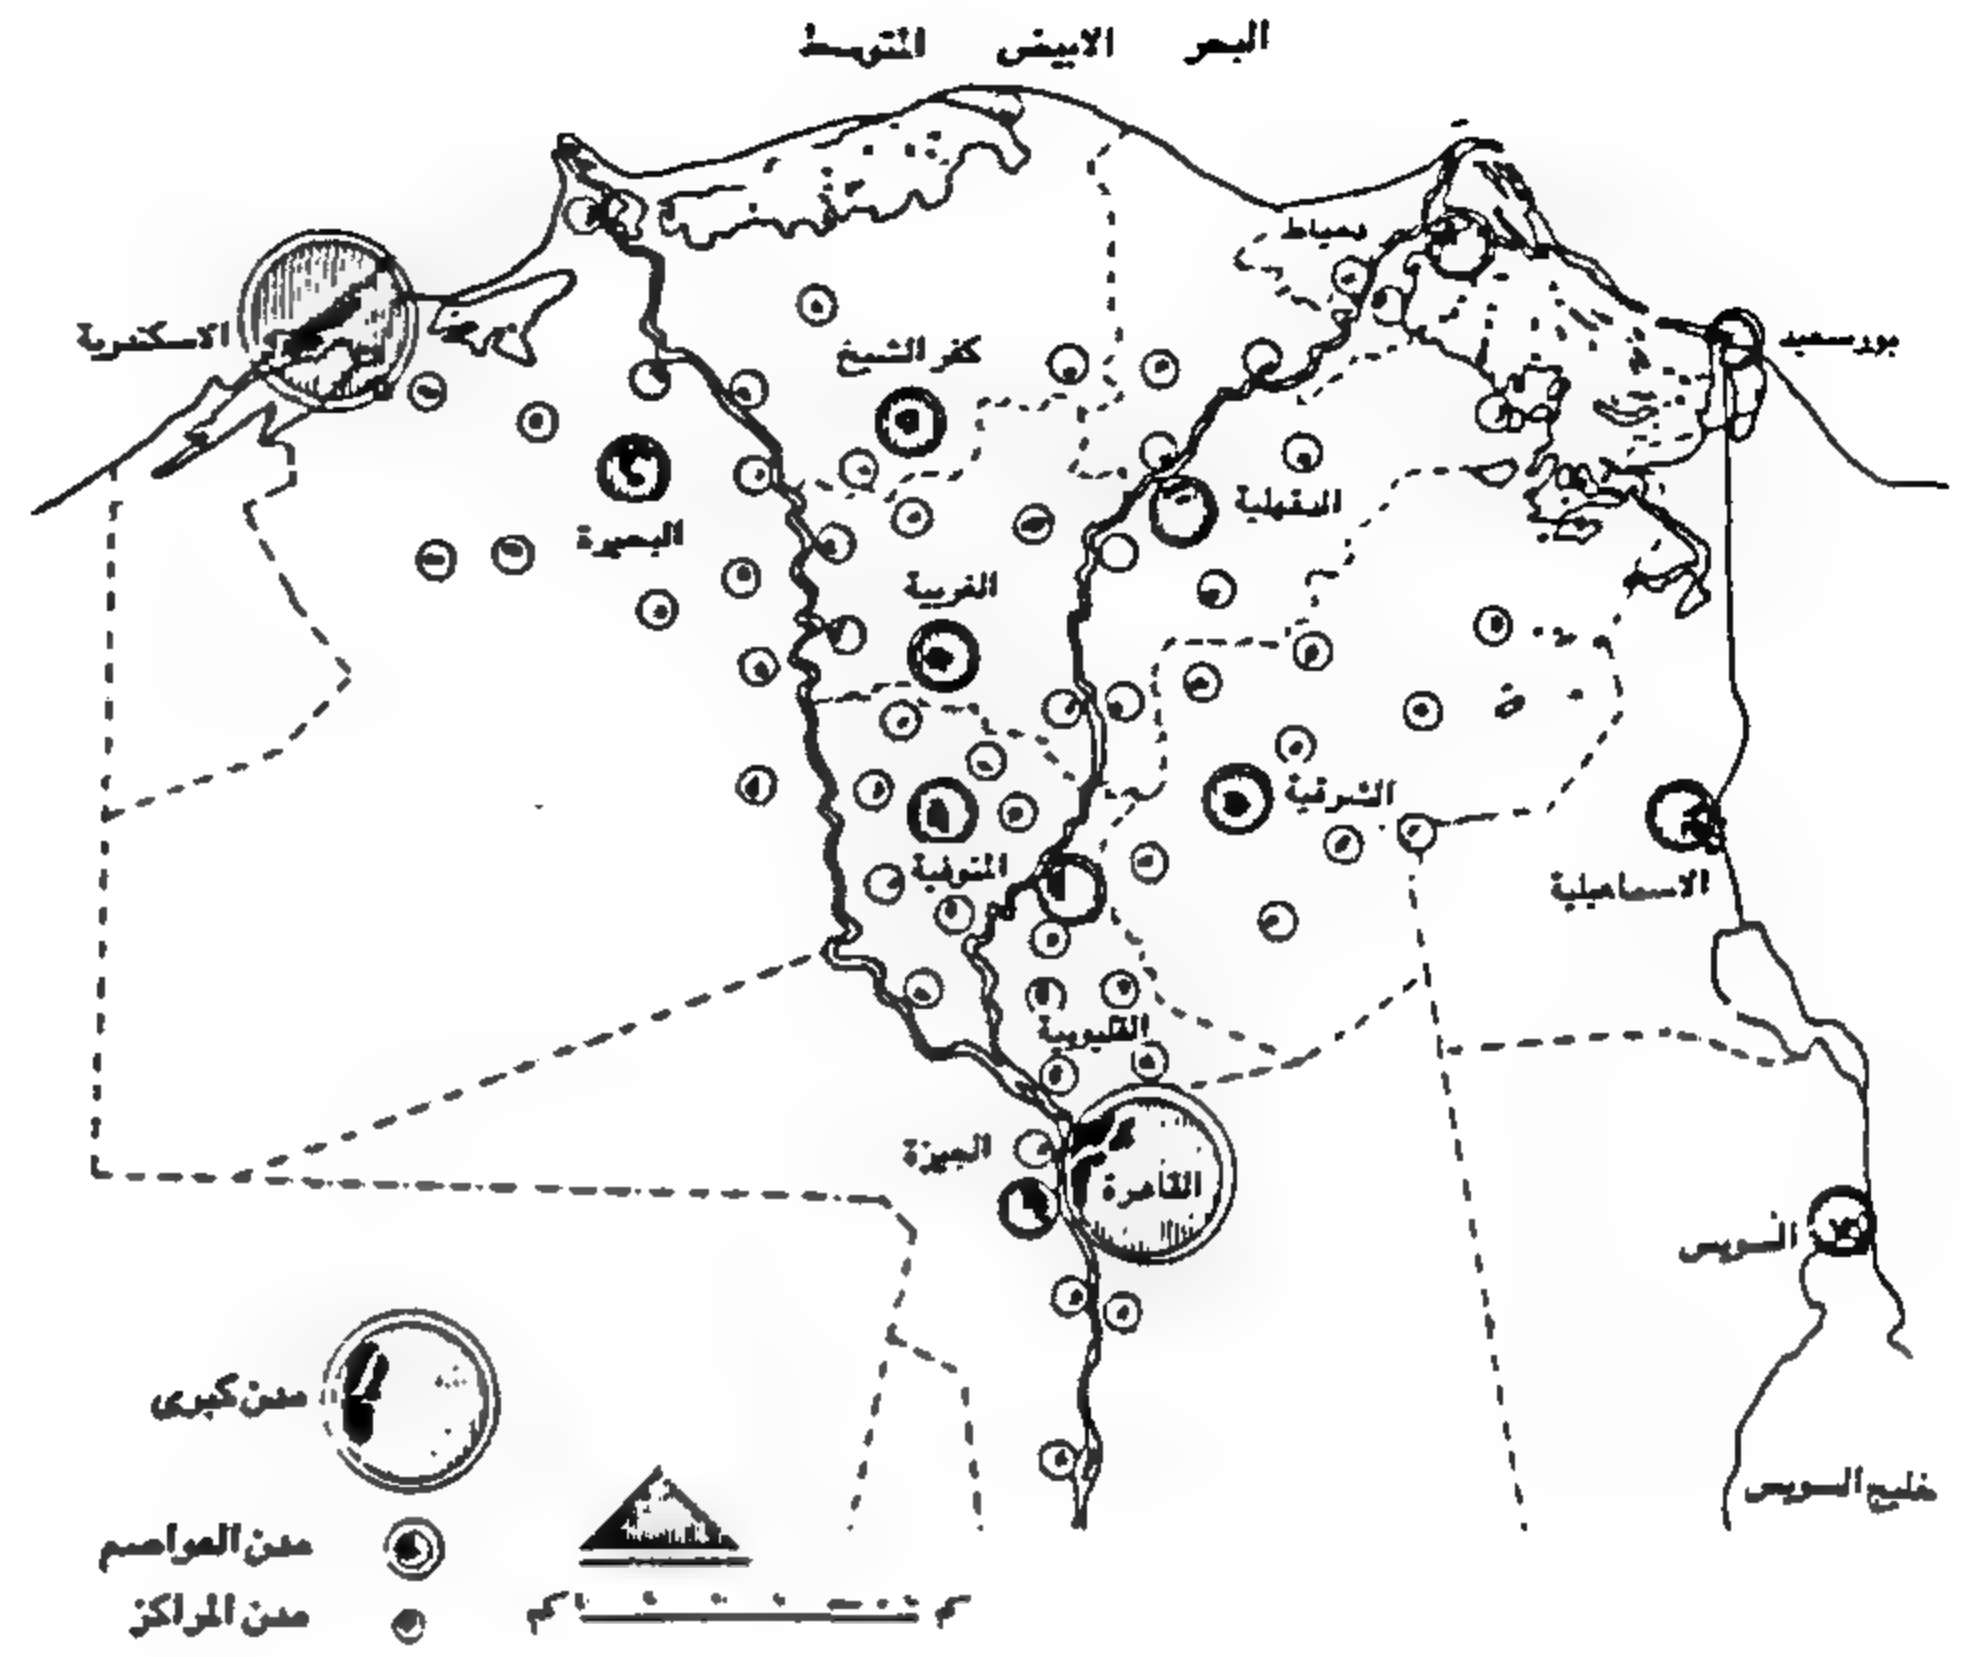 البحر الابيض المتوسط
دمياط
الاسكندرية
بورسعيد
كفر الشيخ
الدقهلية
البحيرة
الغربية
الشرقية
المنوفية
الاسماعيلية
القليوبية
الجيزة
القاهرة
السويس
مدن كبرى
خليج السويس
مدن العواصم
مدن المراكز
كم